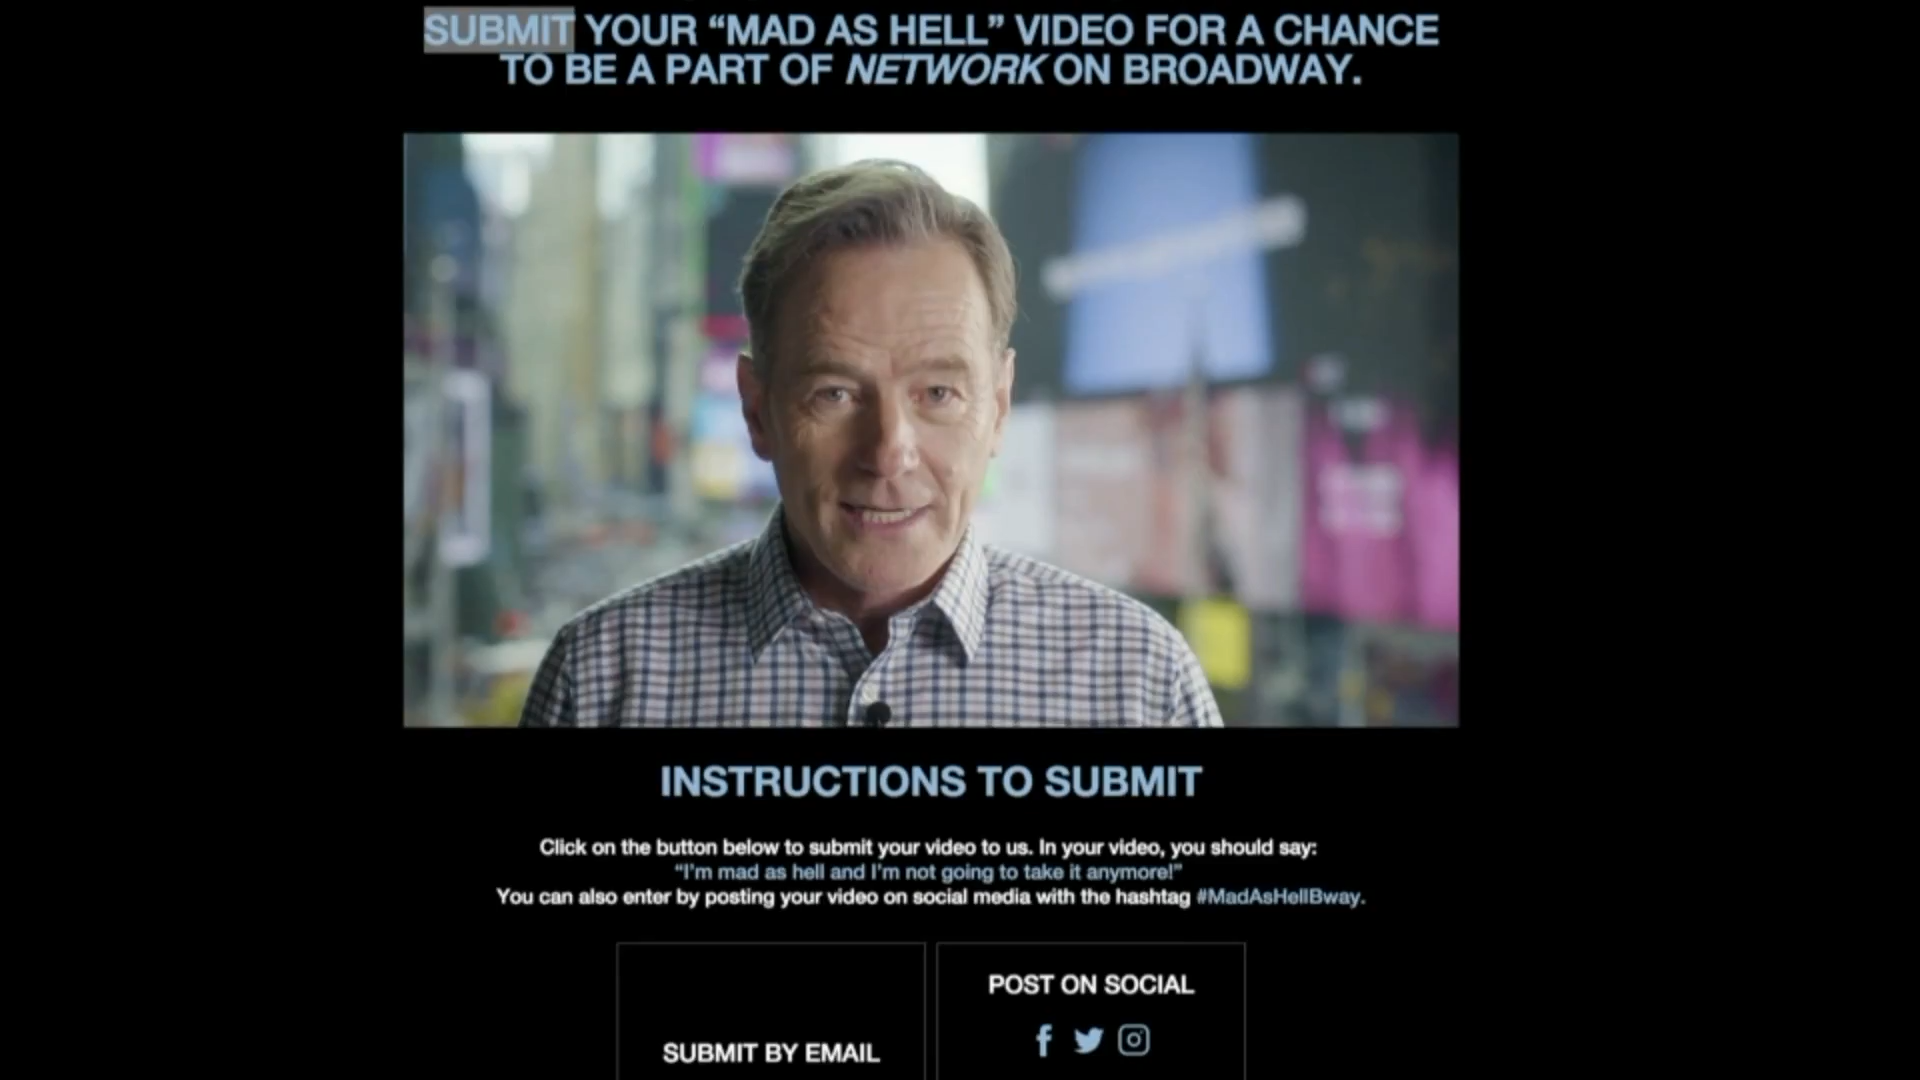 SUBMIT YOUR “MAD AS HELL” VIDEO FOR A CHANCE
TO BE A PART OF NETWORK ON BROADWAY.
INSTRUCTIONS TO SUBMIT
Click on the button below to submit your video to us. In your video, you should say:
“I’m mad as hell and I’m not going to take it anymore!”
You can also enter by posting your video on social media with the hashtag #MadAsHellBway.
SUBMIT BY EMAIL
POST ON SOCIAL